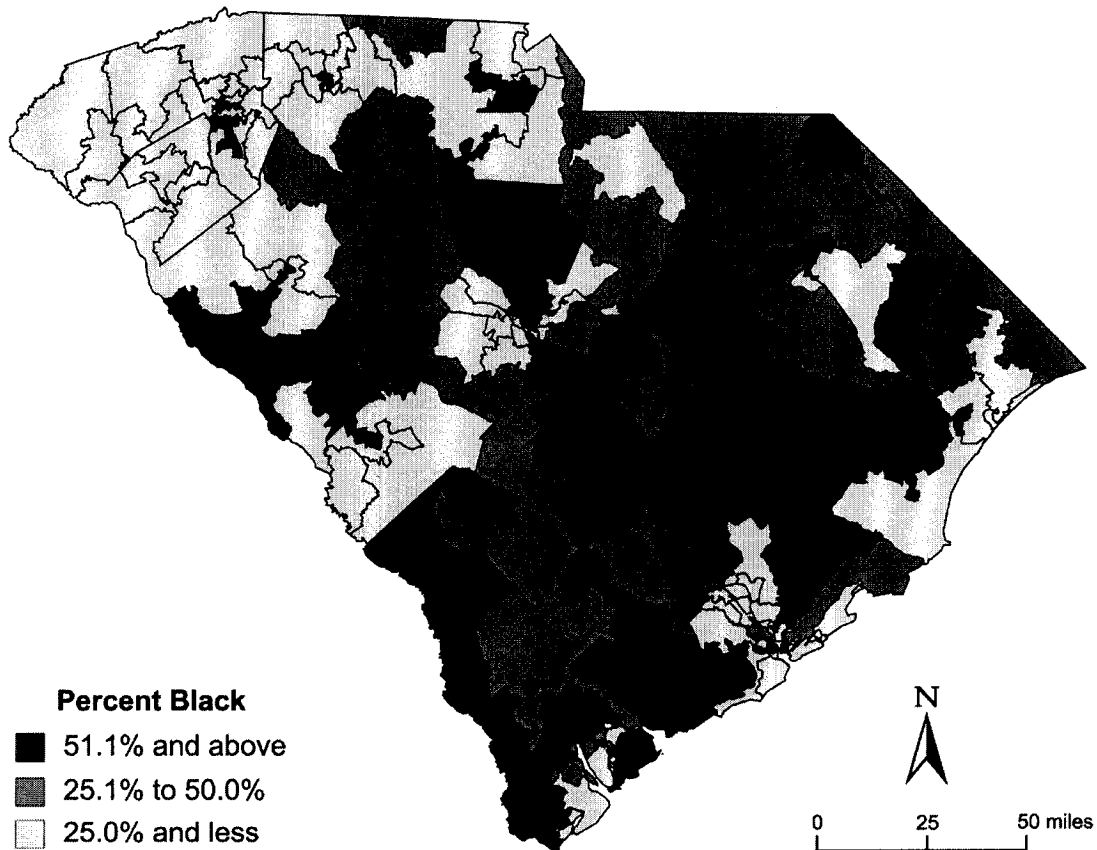 Percent Black
51.1% and above
25.1% to 50.0%
25.0% and less
N
0 25 50 miles